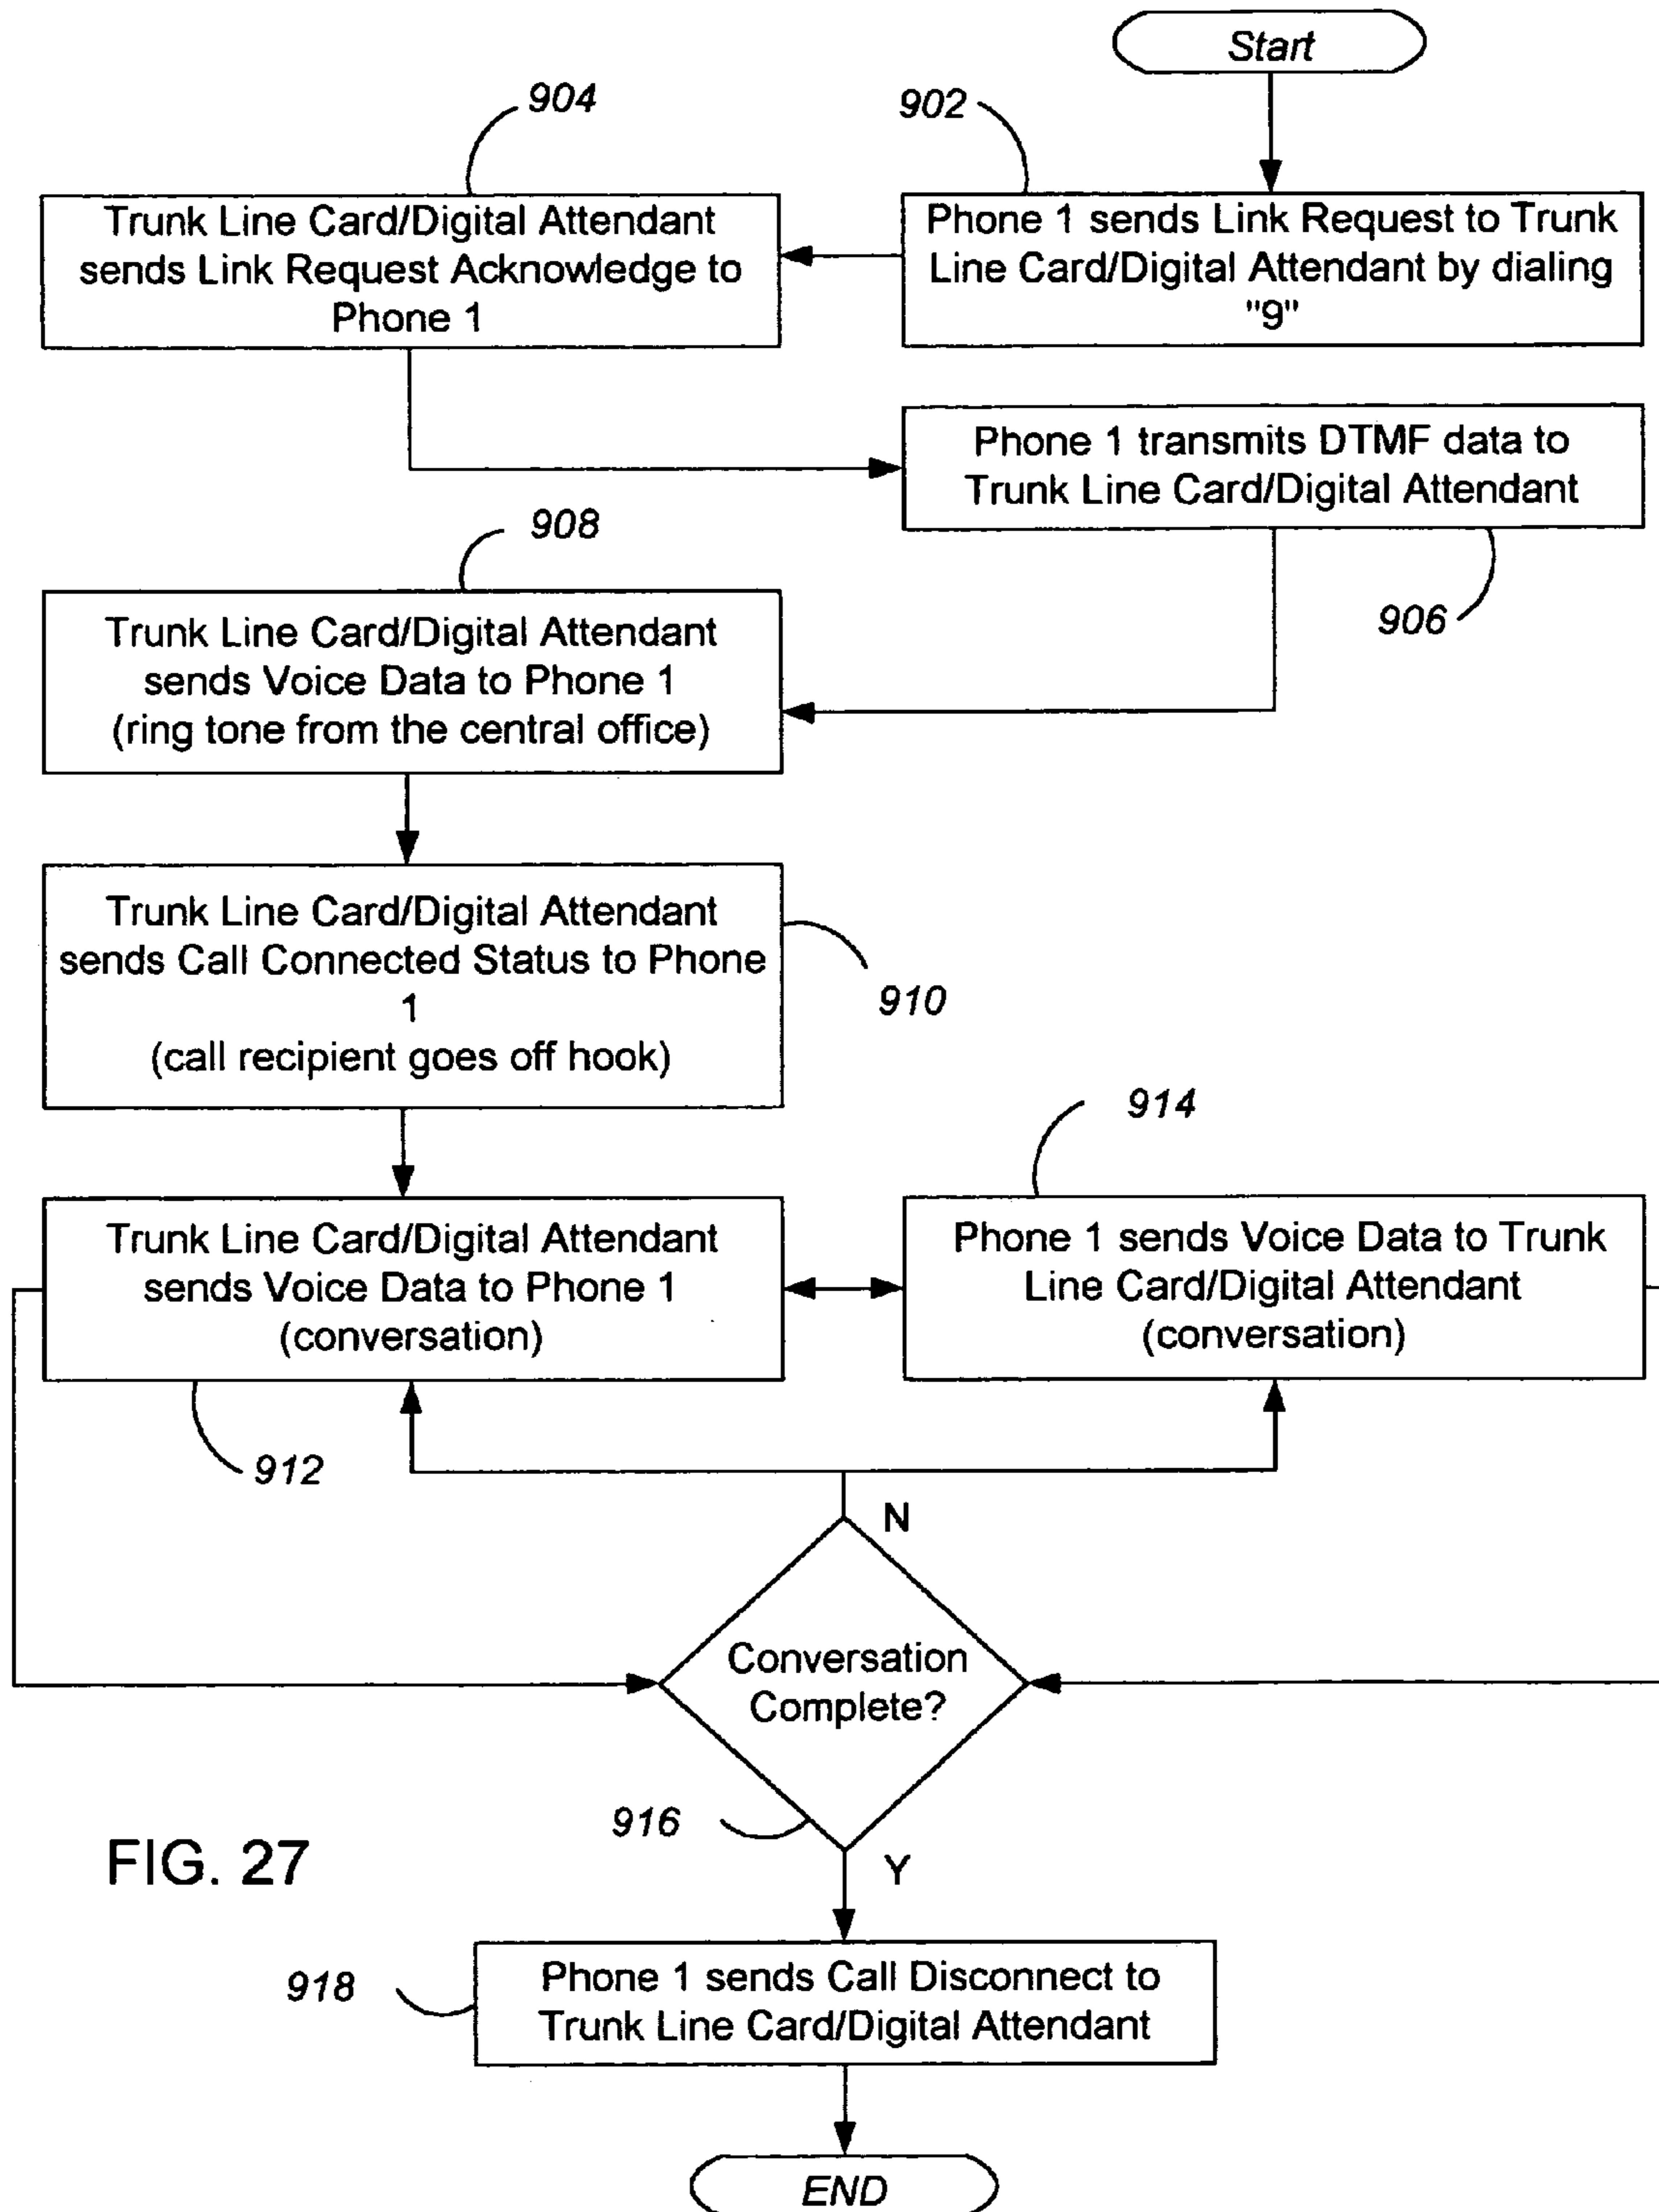 Start
904
902
Trunk Line Card/Digital Attendant
sends Link Request Acknowledge to
Phone 1
Phone 1 sends Link Request to Trunk
Line Card/Digital Attendant by dialing
"9"
Phone 1 transmits DTMF data to
Trunk Line Card/Digital Attendant
908
906
Trunk Line Card/Digital Attendant
sends Voice Data to Phone 1
(ring tone from the central office)
Trunk Line Card/Digital Attendant
sends Call Connected Status to Phone
1
(call recipient goes off hook)
910
914
Trunk Line Card/Digital Attendant
sends Voice Data to Phone 1
(conversation)
Phone 1 sends Voice Data to Trunk
Line Card/Digital Attendant
(conversation)
912
N
Conversation
Complete?
916
FIG. 27
Y
918
Phone 1 sends Call Disconnect to
Trunk Line Card/Digital Attendant
END